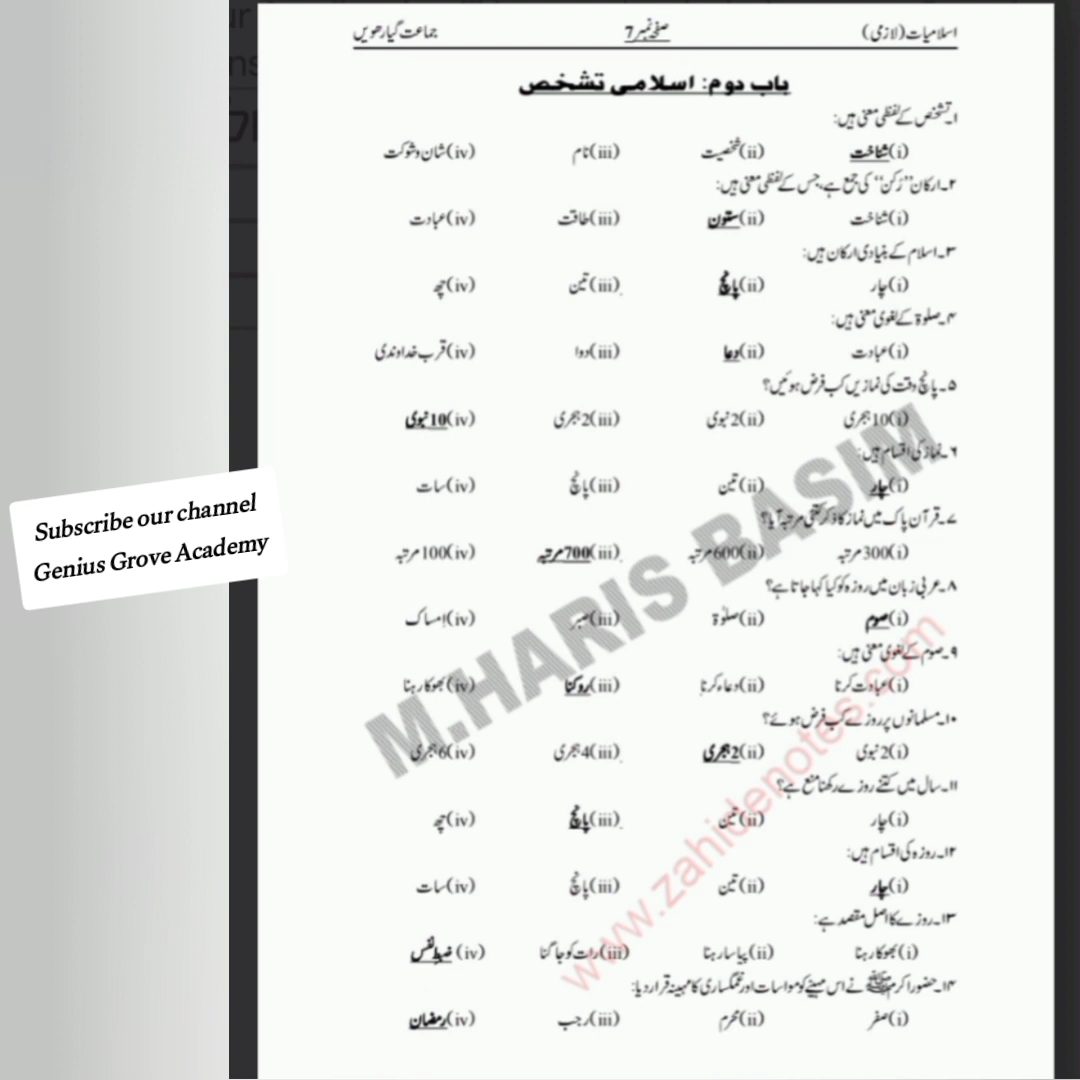 اسلامیات (لازمی) صفحہ نمبر 7 جماعت گیارھویں
باب دوم: اسلامی تشخص
۱۔ تشخص کے لفظی معنی ہیں:
(i) شناخت (ii) شخصیت (iii) نام (iv) شان و شوکت
۲۔ ارکان ’’رُکن‘‘ کی جمع ہے، جس کے لفظی معنی ہیں:
(i) شناخت (ii) ستون (iii) طاقت (iv) عبادت
۳۔ اسلام کے بنیادی ارکان ہیں:
(i) چار (ii) پانچ (iii) تین (iv) چھ
۴۔ صلوۃ کے لغوی معنی ہیں:
(i) عبادت (ii) دعا (iii) دوا (iv) قرب خداوندی
۵۔ پانچ وقت کی نمازیں کب فرض ہوئیں؟
(i) 10 ہجری (ii) 2 نبوی (iii) 2 ہجری (iv) 10 نبوی
۶۔ نماز کی اقسام ہیں:
(i) چار (ii) تین (iii) پانچ (iv) سات
۷۔ قرآن پاک میں نماز کا ذکر کتنی مرتبہ آیا؟
(i) 300 مرتبہ (ii) 600 مرتبہ (iii) 700 مرتبہ (iv) 100 مرتبہ
۸۔ عربی زبان میں روزہ کو کیا کہا جاتا ہے؟
(i) صوم (ii) صلوٰۃ (iii) صبر (iv) امساک
۹۔ صوم کے لغوی معنی ہیں:
(i) عبادت کرنا (ii) دعاء کرنا (iii) روکنا (iv) بھوکا رہنا
۱۰۔ مسلمانوں پر روزے کب فرض ہوئے؟
(i) 2 نبوی (ii) 2 ہجری (iii) 4 ہجری (iv) 6 ہجری
۱۱۔ سال میں کتنے روزے رکھنا منع ہے؟
(i) چار (ii) تین (iii) پانچ (iv) چھ
۱۲۔ روزہ کی اقسام ہیں:
(i) چار (ii) تین (iii) پانچ (iv) سات
۱۳۔ روزے کا اصل مقصد ہے:
(i) بھوکا رہنا (ii) پیاسا رہنا (iii) رات کو جاگنا (iv) ضبط نفس
۱۴۔ حضور اکرم ﷺ نے اس مہینے کو مواسات اور غمگساری کا مہینہ قرار دیا:
(i) صفر (ii) محرم (iii) رجب (iv) رمضان
M.HARIS BASIM
www.zahidenotes.com
Subscribe our channel
Genius Grove Academy